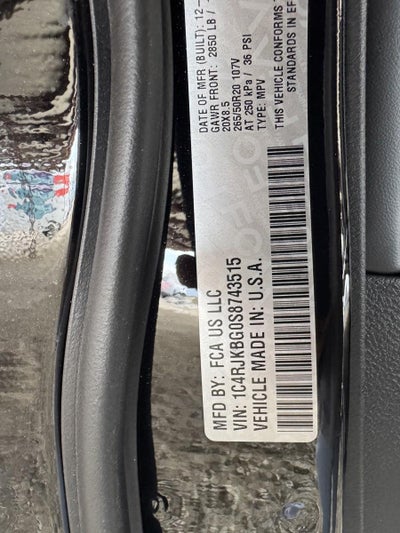 MFD BY: FCA US LLC
DATE OF MFR (BUILT): 12
GAWR FRONT: 2850 LB /
20X8.5
265/50R20 107V
AT 250 kPa / 36 PSI
THIS VEHICLE CONFORMS
STANDARDS IN EF
VIN: 1C4RJKBG0S8743515
TYPE: MPV
VEHICLE MADE IN: U.S.A.